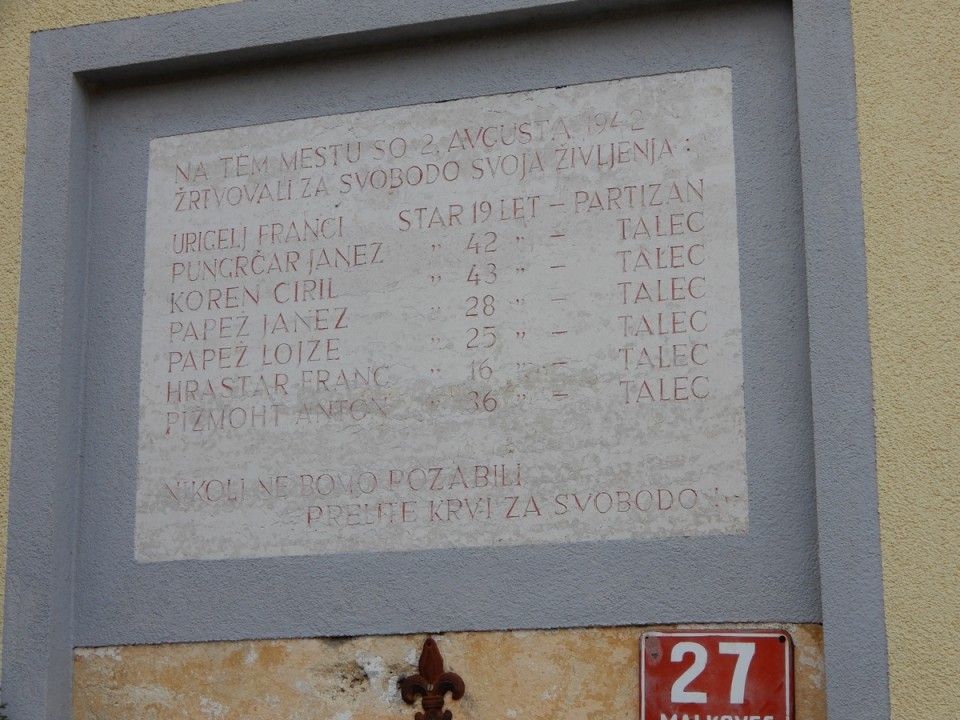 NA TEM MESTU SO 2. AVGUSTA 1942
ŽRTVOVALI ZA SVOBODO SVOJA ŽIVLJENJA :
URIGELJ FRANCI STAR 19 LET – PARTIZAN
PUNGRČAR JANEZ „ 42 „ – TALEC
KOREN CIRIL „ 43 „ – TALEC
PAPEŽ JANEZ „ 28 „ – TALEC
PAPEŽ LOJZE „ 25 „ – TALEC
HRASTAR FRANC „ 16 „ – TALEC
PIZMOHT ANTON „ 36 „ – TALEC
NIKOLI NE BOMO POZABILI
PRELITE KRVI ZA SVOBODO !
27
MALKOVEC